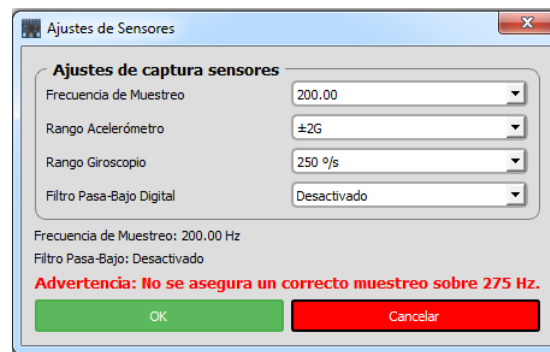 Ajustes de Sensores
Ajustes de captura sensores
Frecuencia de Muestreo 200.00
Rango Acelerómetro ±2G
Rango Giroscopio 250 º/s
Filtro Pasa-Bajo Digital Desactivado
Frecuencia de Muestreo: 200.00 Hz
Filtro Pasa-Bajo: Desactivado
Advertencia: No se asegura un correcto muestreo sobre 275 Hz.
OK Cancelar